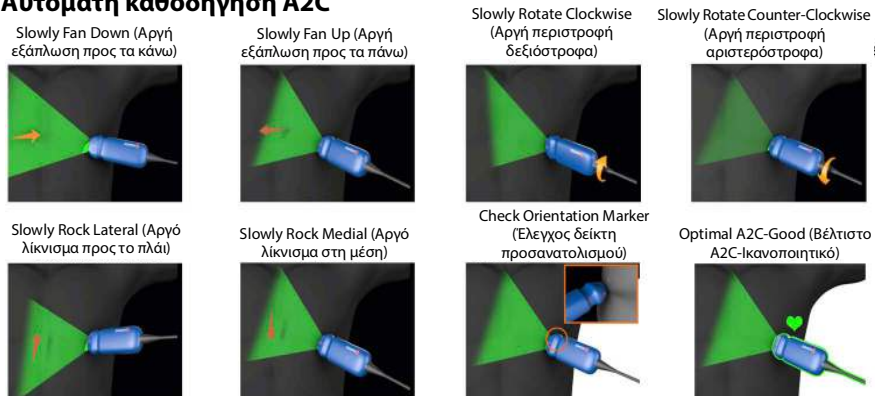 Αυτόματη καθοδήγηση A2C
Slowly Fan Down (Αργή
εξάπλωση προς τα κάνω)
Slowly Fan Up (Αργή
εξάπλωση προς τα πάνω)
Slowly Rotate Clockwise
(Αργή περιστροφή
δεξιόστροφα)
Slowly Rotate Counter-Clockwise
(Αργή περιστροφή
αριστερόστροφα)
Slowly Rock Lateral (Αργό
λίκνισμα προς το πλάι)
Slowly Rock Medial (Αργό
λίκνισμα στη μέση)
Check Orientation Marker
(Έλεγχος δείκτη
προσανατολισμού)
Optimal A2C-Good (Βέλτιστο
A2C-Ικανοποιητικό)